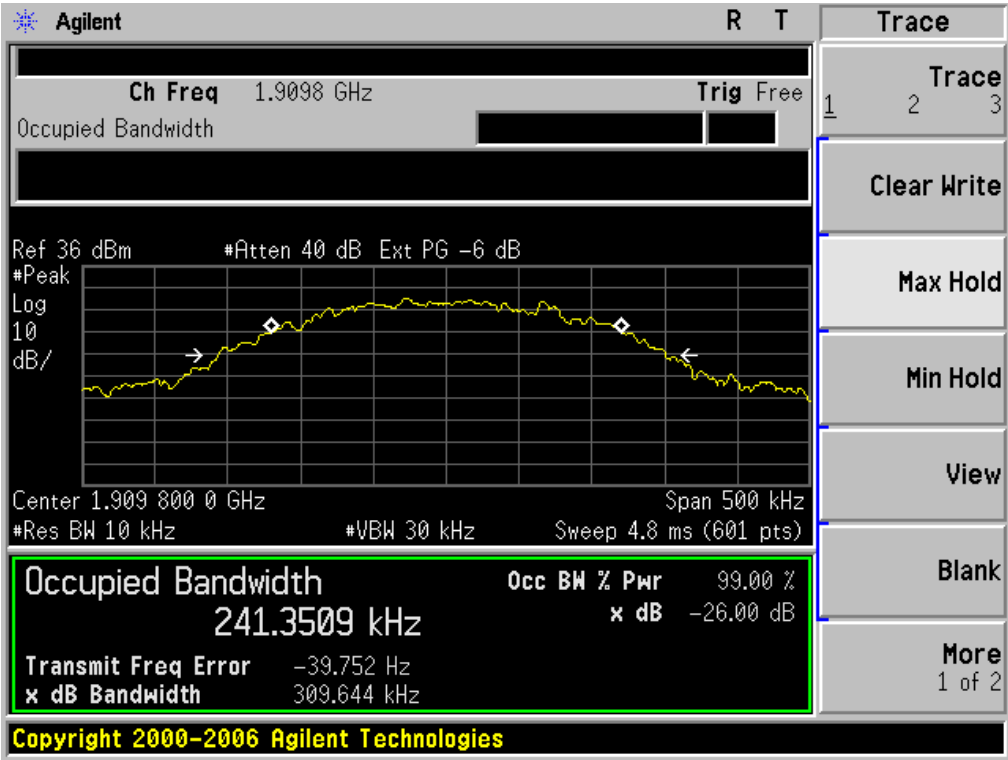 Agilent R T
Ch Freq 1.9098 GHz Trig Free
Occupied Bandwidth
Ref 36 dBm #Atten 40 dB Ext PG -6 dB
#Peak
Log
10
dB/
Center 1.909 800 0 GHz Span 500 kHz
#Res BW 10 kHz #VBW 30 kHz Sweep 4.8 ms (601 pts)
Occupied Bandwidth Occ BW % Pwr 99.00 %
241.3509 kHz x dB -26.00 dB
Transmit Freq Error -39.752 Hz
x dB Bandwidth 309.644 kHz
Copyright 2000-2006 Agilent Technologies
Trace
Trace
1 2 3
Clear Write
Max Hold
Min Hold
View
Blank
More
1 of 2